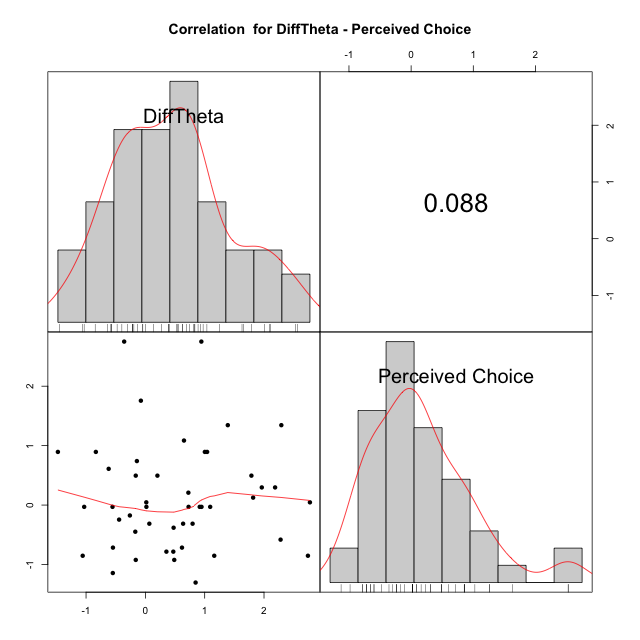 Correlation  for DiffTheta - Perceived Choice
-1 0 1 2
DiffTheta
0.088
2
1
0
-1
2
1
0
-1
Perceived Choice
-1 0 1 2